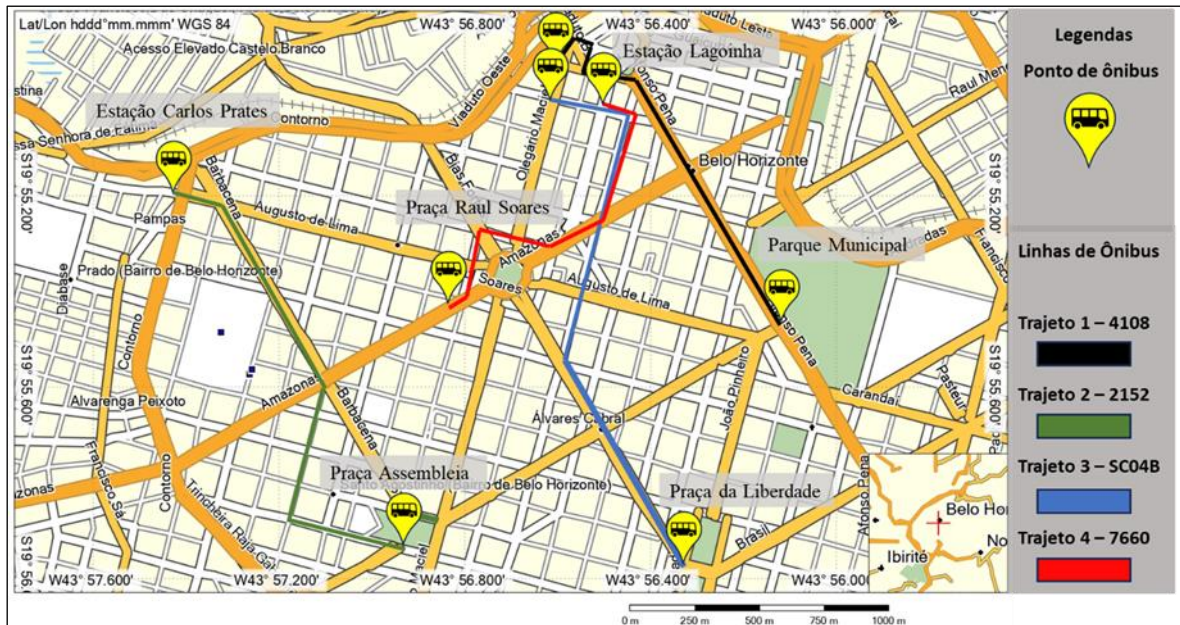 Lat/Lon hddd°mm.mmmm' WGS 84
W43° 56.800'
W43° 56.400'
W43° 56.000'
Acesso Elevado Castelo Branco
Viaduto Oeste
Estação Lagoinha
Afonso Pena
Raul
Estação Carlos Prates
Contorno
Olegário Maciel
Bias
Belo Horizonte
Barbacena
Pampas
Augusto de Lima
Praça Raul Soares
Amazonas
Parque Municipal
S19° 55.200'
S19° 55.200'
Prado (Bairro de Belo Horizonte)
Diabase
Soares
Augusto de Lima
Francisco
Contorno
João Pinheiro
Afonso Pena
S19° 55.600'
S19° 55.600'
Amazonas
Alvarenga Peixoto
Barbacena
Álvares Cabral
Carandaí
Pasteur
Francisco Sá
Praça Assembleia
Santo Agostinho (Bairro de Belo Horizonte)
Praça da Liberdade
Contorno
Trincheira Raja
Brasil
Afonso Pena
Maciel
Belo
Ibirité
No
W43° 57.600'
W43° 57.200'
W43° 56.800'
W43° 56.400'
W43° 56.000'
0 m 250 m 500 m 750 m 1000 m
Legendas
Ponto de ônibus
Linhas de Ônibus
Trajeto 1 – 4108
Trajeto 2 – 2152
Trajeto 3 – SC04B
Trajeto 4 – 7660